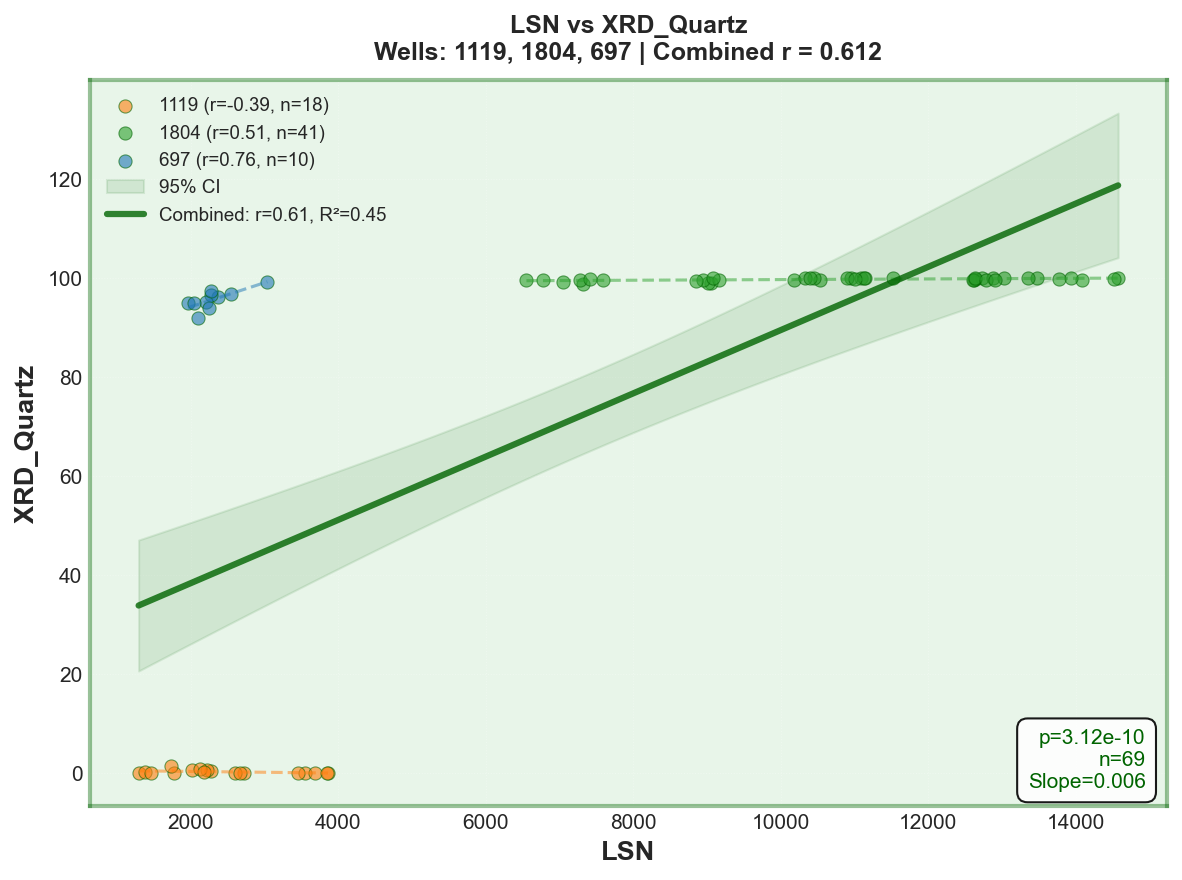 LSN vs XRD_Quartz
Wells: 1119, 1804, 697 | Combined r = 0.612
1119 (r=-0.39, n=18)
1804 (r=0.51, n=41)
697 (r=0.76, n=10)
95% CI
Combined: r=0.61, R²=0.45
XRD_Quartz
120
100
80
60
40
20
0
p=3.12e-10
n=69
Slope=0.006
2000 4000 6000 8000 10000 12000 14000
LSN